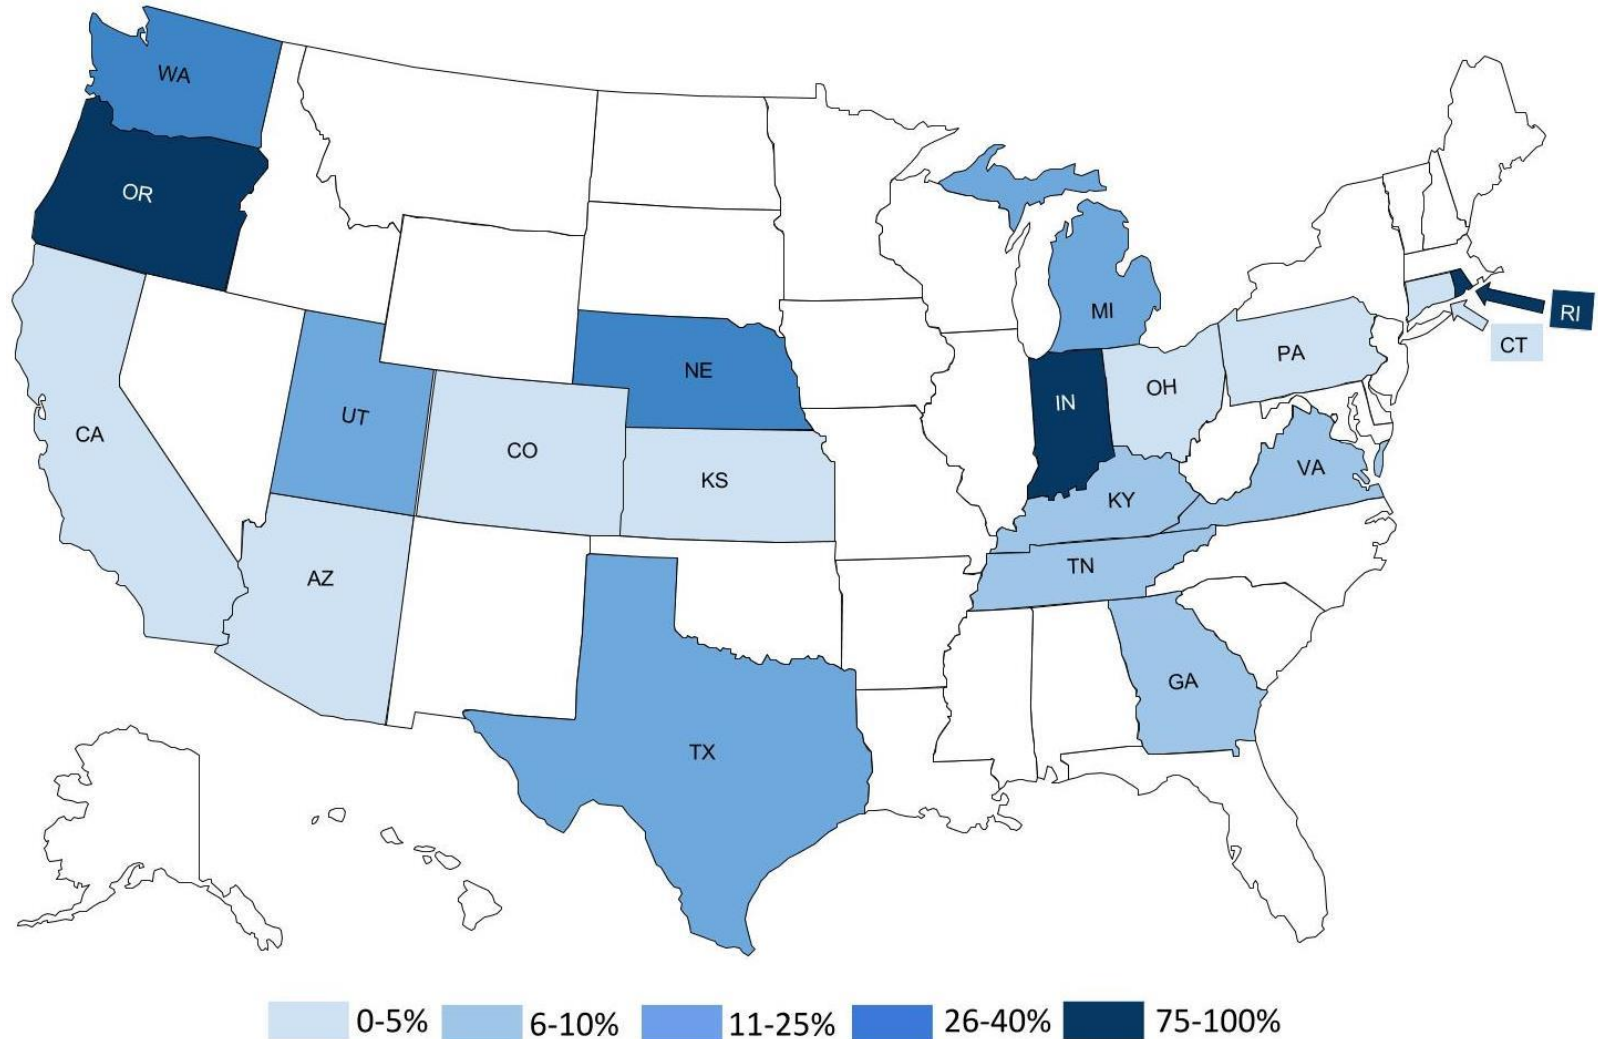 WA
OR
MI
RI
CT
PA
NE
OH
IN
UT
CA
CO
VA
KS
KY
TN
AZ
GA
TX
0-5% 6-10% 11-25% 26-40% 75-100%